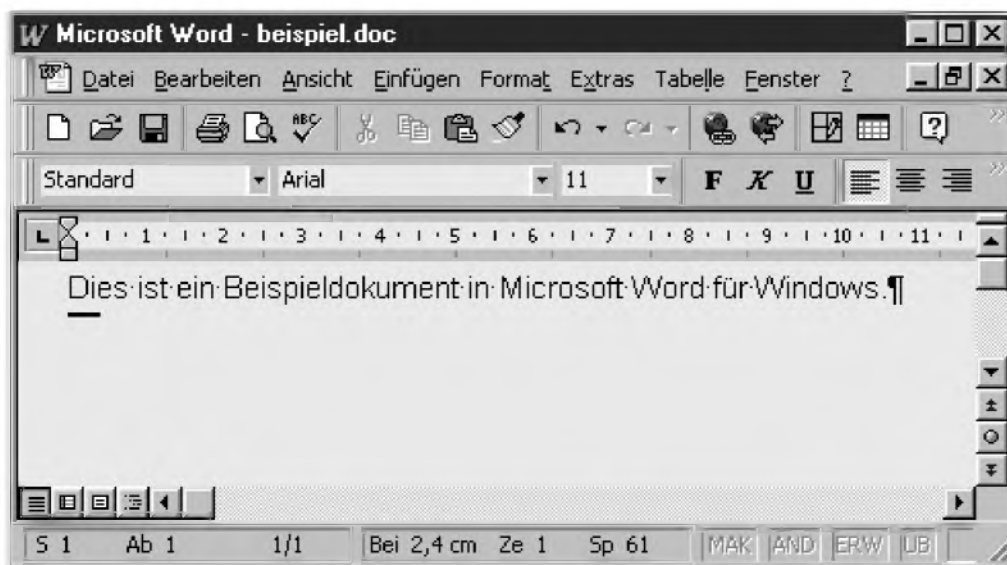 Microsoft Word - beispiel.doc
Datei Bearbeiten Ansicht Einfügen Format Extras Tabelle Fenster ?
ABC
Standard Arial 11 F K U
L 1 2 3 4 5 6 7 8 9 10 11
Dies·ist·ein·Beispieldokument·in·Microsoft·Word·für·Windows.¶
S 1 Ab 1 1/1 Bei 2,4 cm Ze 1 Sp 61 MAK ÄND ERW ÜB